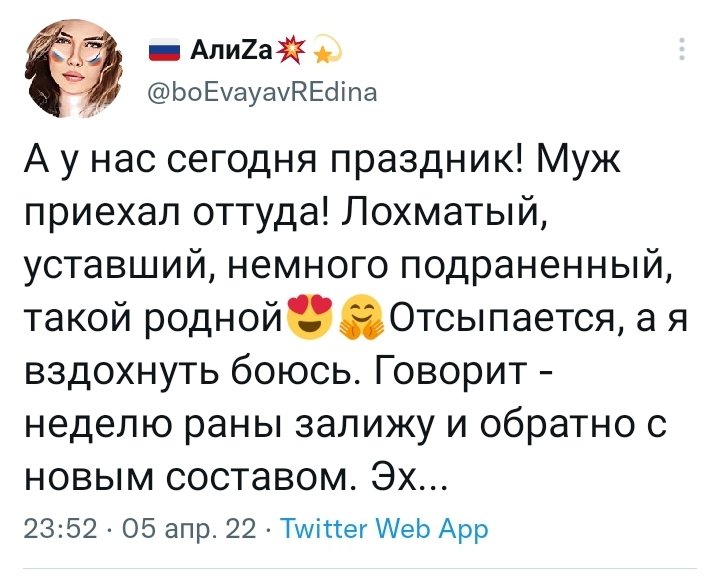 АлиZа
@boEvayavREdina
А у нас сегодня праздник! Муж
приехал оттуда! Лохматый,
уставший, немного подраненный,
такой родной😍🤗Отсыпается, а я
вздохнуть боюсь. Говорит -
неделю раны залижу и обратно с
новым составом. Эх...
23:52 · 05 апр. 22 · Twitter Web App